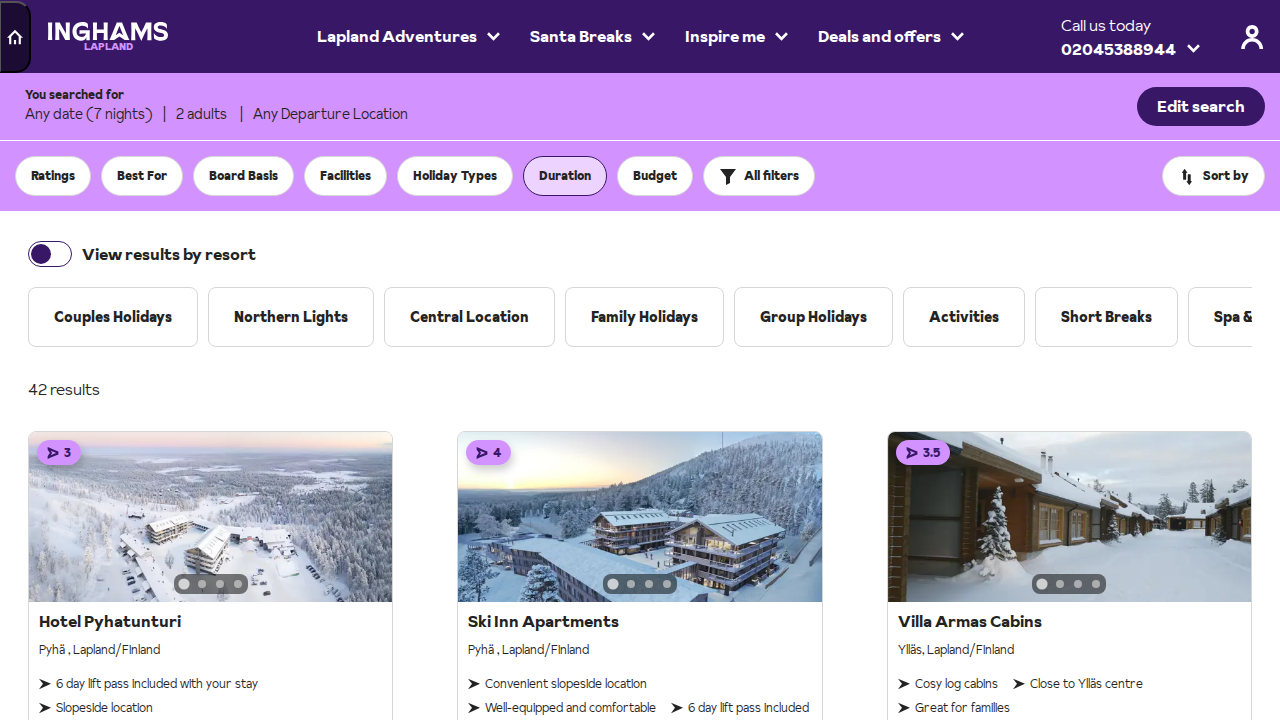 INGHAMS
LAPLAND
Lapland Adventures
Santa Breaks
Inspire me
Deals and offers
Call us today
02045388944
You searched for
Any date (7 nights) | 2 adults | Any Departure Location
Edit search
Ratings
Best For
Board Basis
Facilities
Holiday Types
Duration
Budget
All filters
Sort by
View results by resort
Couples Holidays
Northern Lights
Central Location
Family Holidays
Group Holidays
Activities
Short Breaks
Spa &
42 results
3
Hotel Pyhatunturi
Pyhä , Lapland/Finland
6 day lift pass included with your stay
Slopeside location
4
Ski Inn Apartments
Pyhä , Lapland/Finland
Convenient slopeside location
Well-equipped and comfortable
6 day lift pass included
3.5
Villa Armas Cabins
Ylläs, Lapland/Finland
Cosy log cabins
Close to Ylläs centre
Great for families